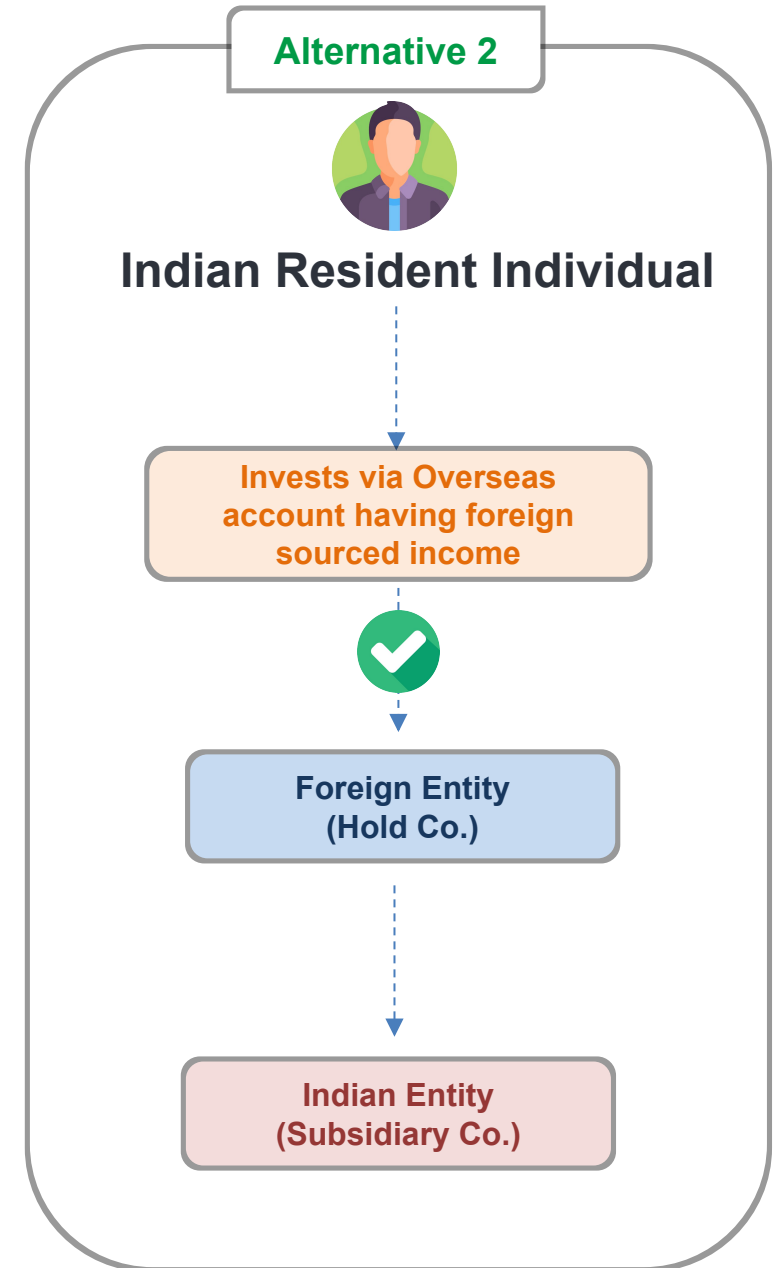 Alternative 2
Indian Resident Individual
Invests via Overseas
account having foreign
sourced income
Foreign Entity
(Hold Co.)
Indian Entity
(Subsidiary Co.)